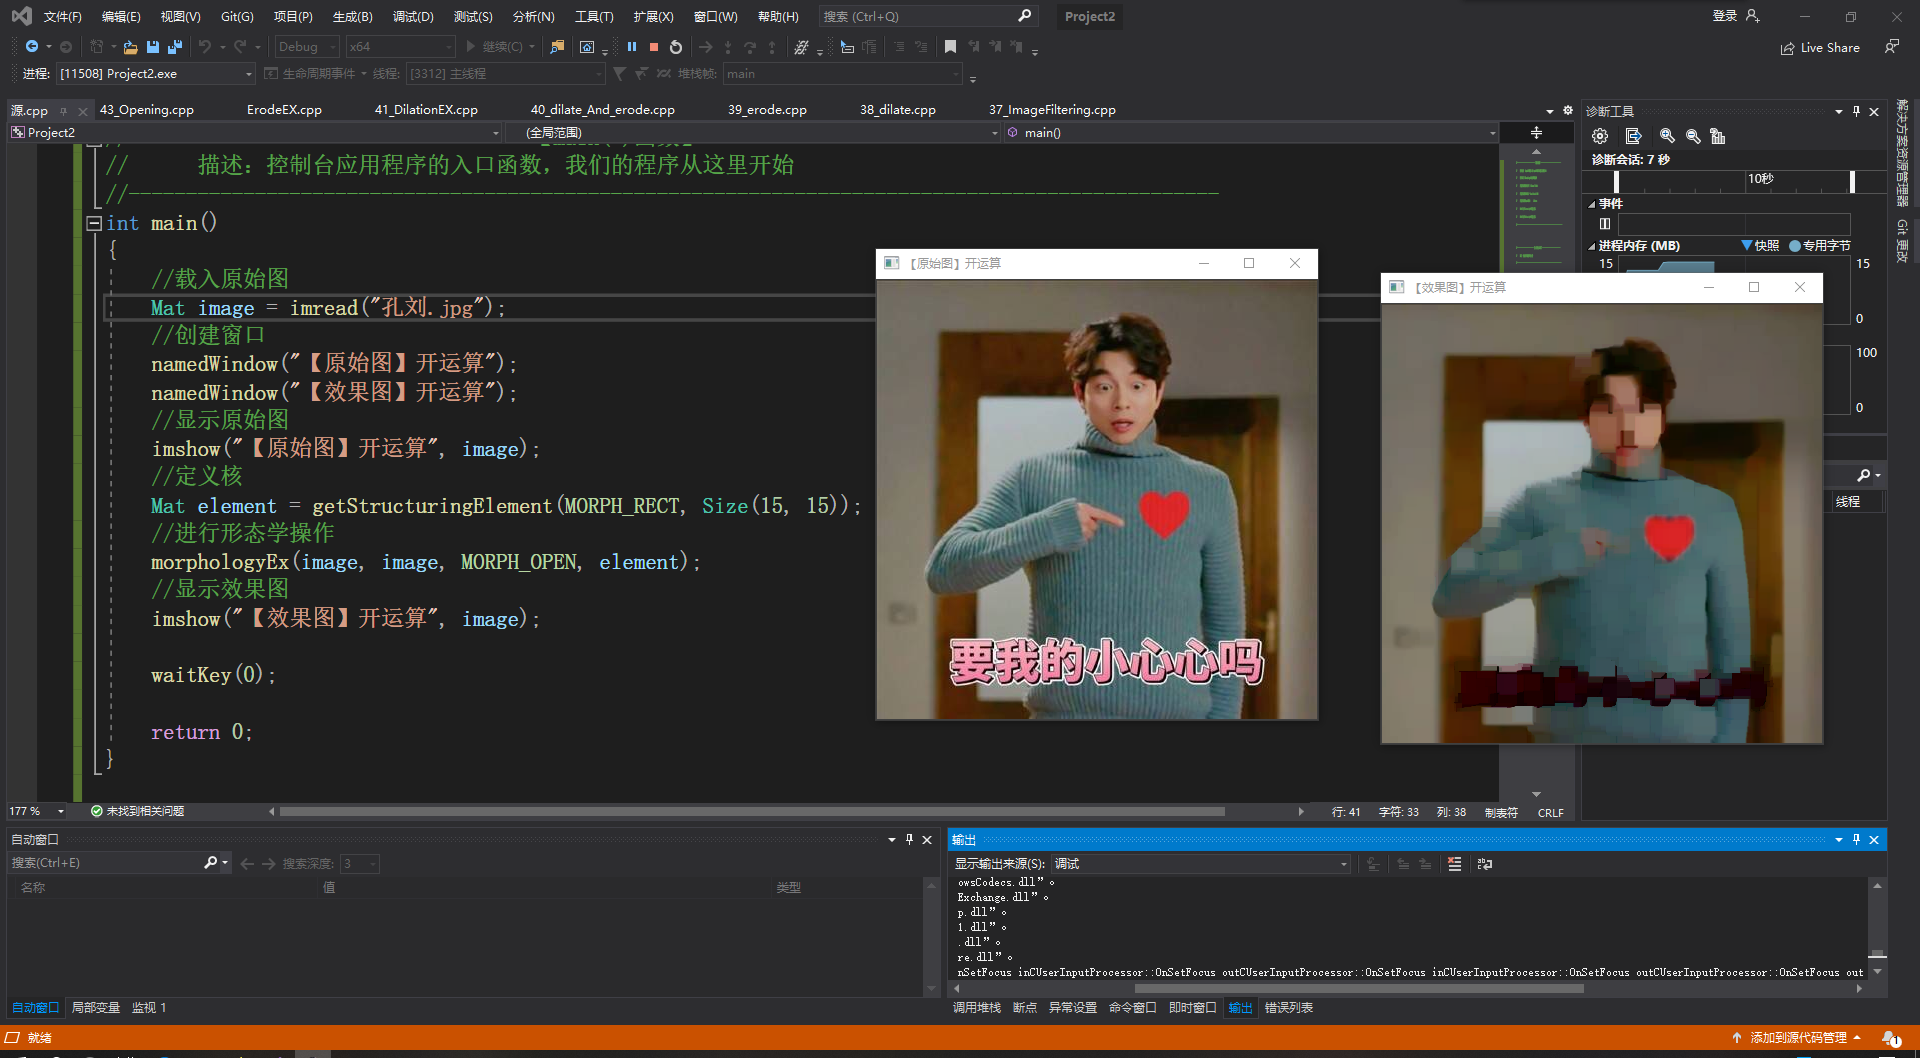 文件(F) 编辑(E) 视图(V) Git(G) 项目(P) 生成(B) 调试(D) 测试(S) 分析(N) 工具(T) 扩展(X) 窗口(W) 帮助(H) 搜索 (Ctrl+Q) Project2 登录
Debug x64 继续(C) Live Share
进程: [11508] Project2.exe 生命周期事件 线程: [3312] 主线程 堆栈帧: main
源.cpp 43_Opening.cpp ErodeEX.cpp 41_DilationEX.cpp 40_dilate_And_erode.cpp 39_erode.cpp 38_dilate.cpp 37_ImageFiltering.cpp
Project2 (全局范围) main()
// 描述：控制台应用程序的入口函数，我们的程序从这里开始
//-----------------------------------------------------------------------------------------------
int main()
{
//载入原始图
Mat image = imread("孔刘.jpg");
//创建窗口
namedWindow("【原始图】开运算");
namedWindow("【效果图】开运算");
//显示原始图
imshow("【原始图】开运算", image);
//定义核
Mat element = getStructuringElement(MORPH_RECT, Size(15, 15));
//进行形态学操作
morphologyEx(image, image, MORPH_OPEN, element);
//显示效果图
imshow("【效果图】开运算", image);
waitKey(0);
return 0;
}
【原始图】开运算
要我的小心心吗
【效果图】开运算
诊断工具
诊断会话: 7 秒
10秒
事件
进程内存 (MB) 快照 专用字节
15 15
0
100
0
线程
解决方案资源管理器
Git 更改
177 % 未找到相关问题 行: 41 字符: 33 列: 38 制表符 CRLF
自动窗口
搜索(Ctrl+E) 搜索深度: 3
名称 值 类型
自动窗口 局部变量 监视 1
输出
显示输出来源(S): 调试
owsCodecs.dll”。
Exchange.dll”。
p.dll”。
l.dll”。
.dll”。
re.dll”。
nSetFocus inCUserInputProcessor::OnSetFocus outCUserInputProcessor::OnSetFocus inCUserInputProcessor::OnSetFocus outCUserInputProcessor::OnSetFocus out
调用堆栈 断点 异常设置 命令窗口 即时窗口 输出 错误列表
就绪 添加到源代码管理 1